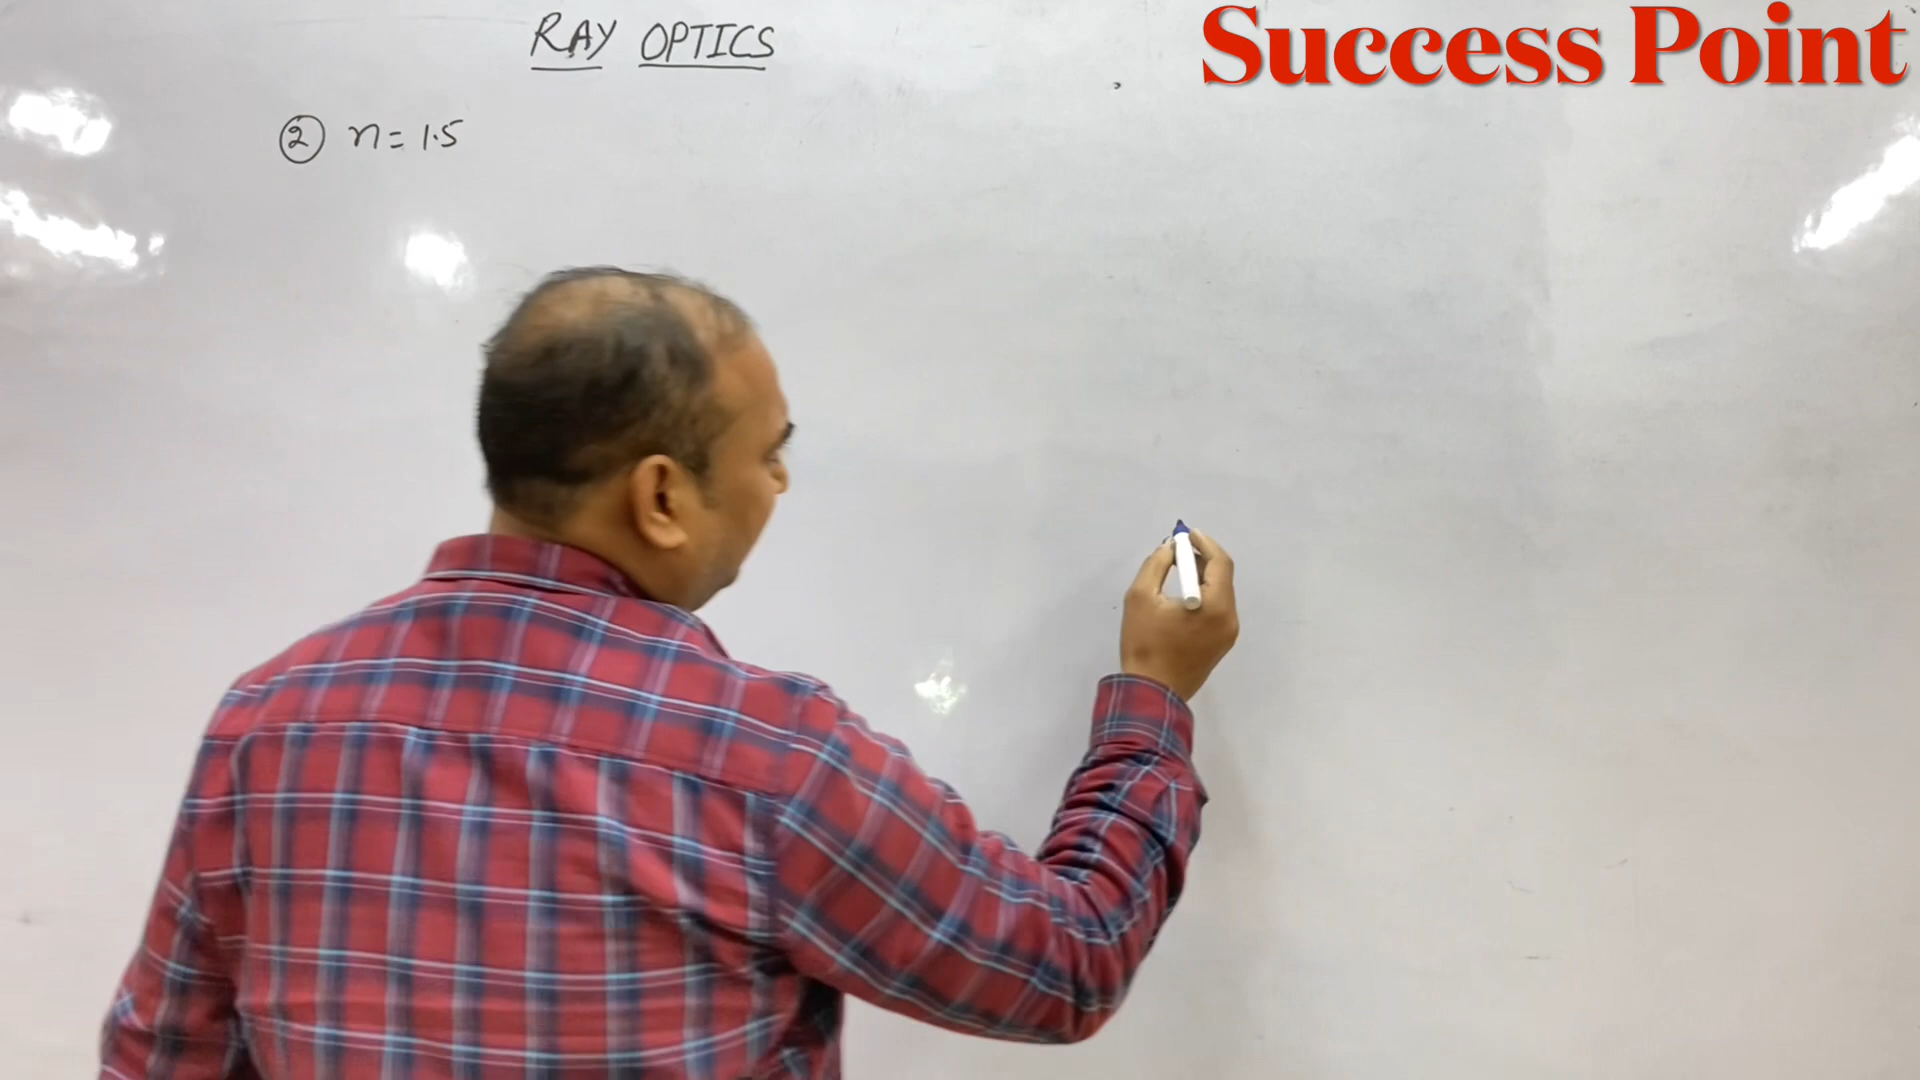 RAY OPTICS
Success Point
② n = 1.5